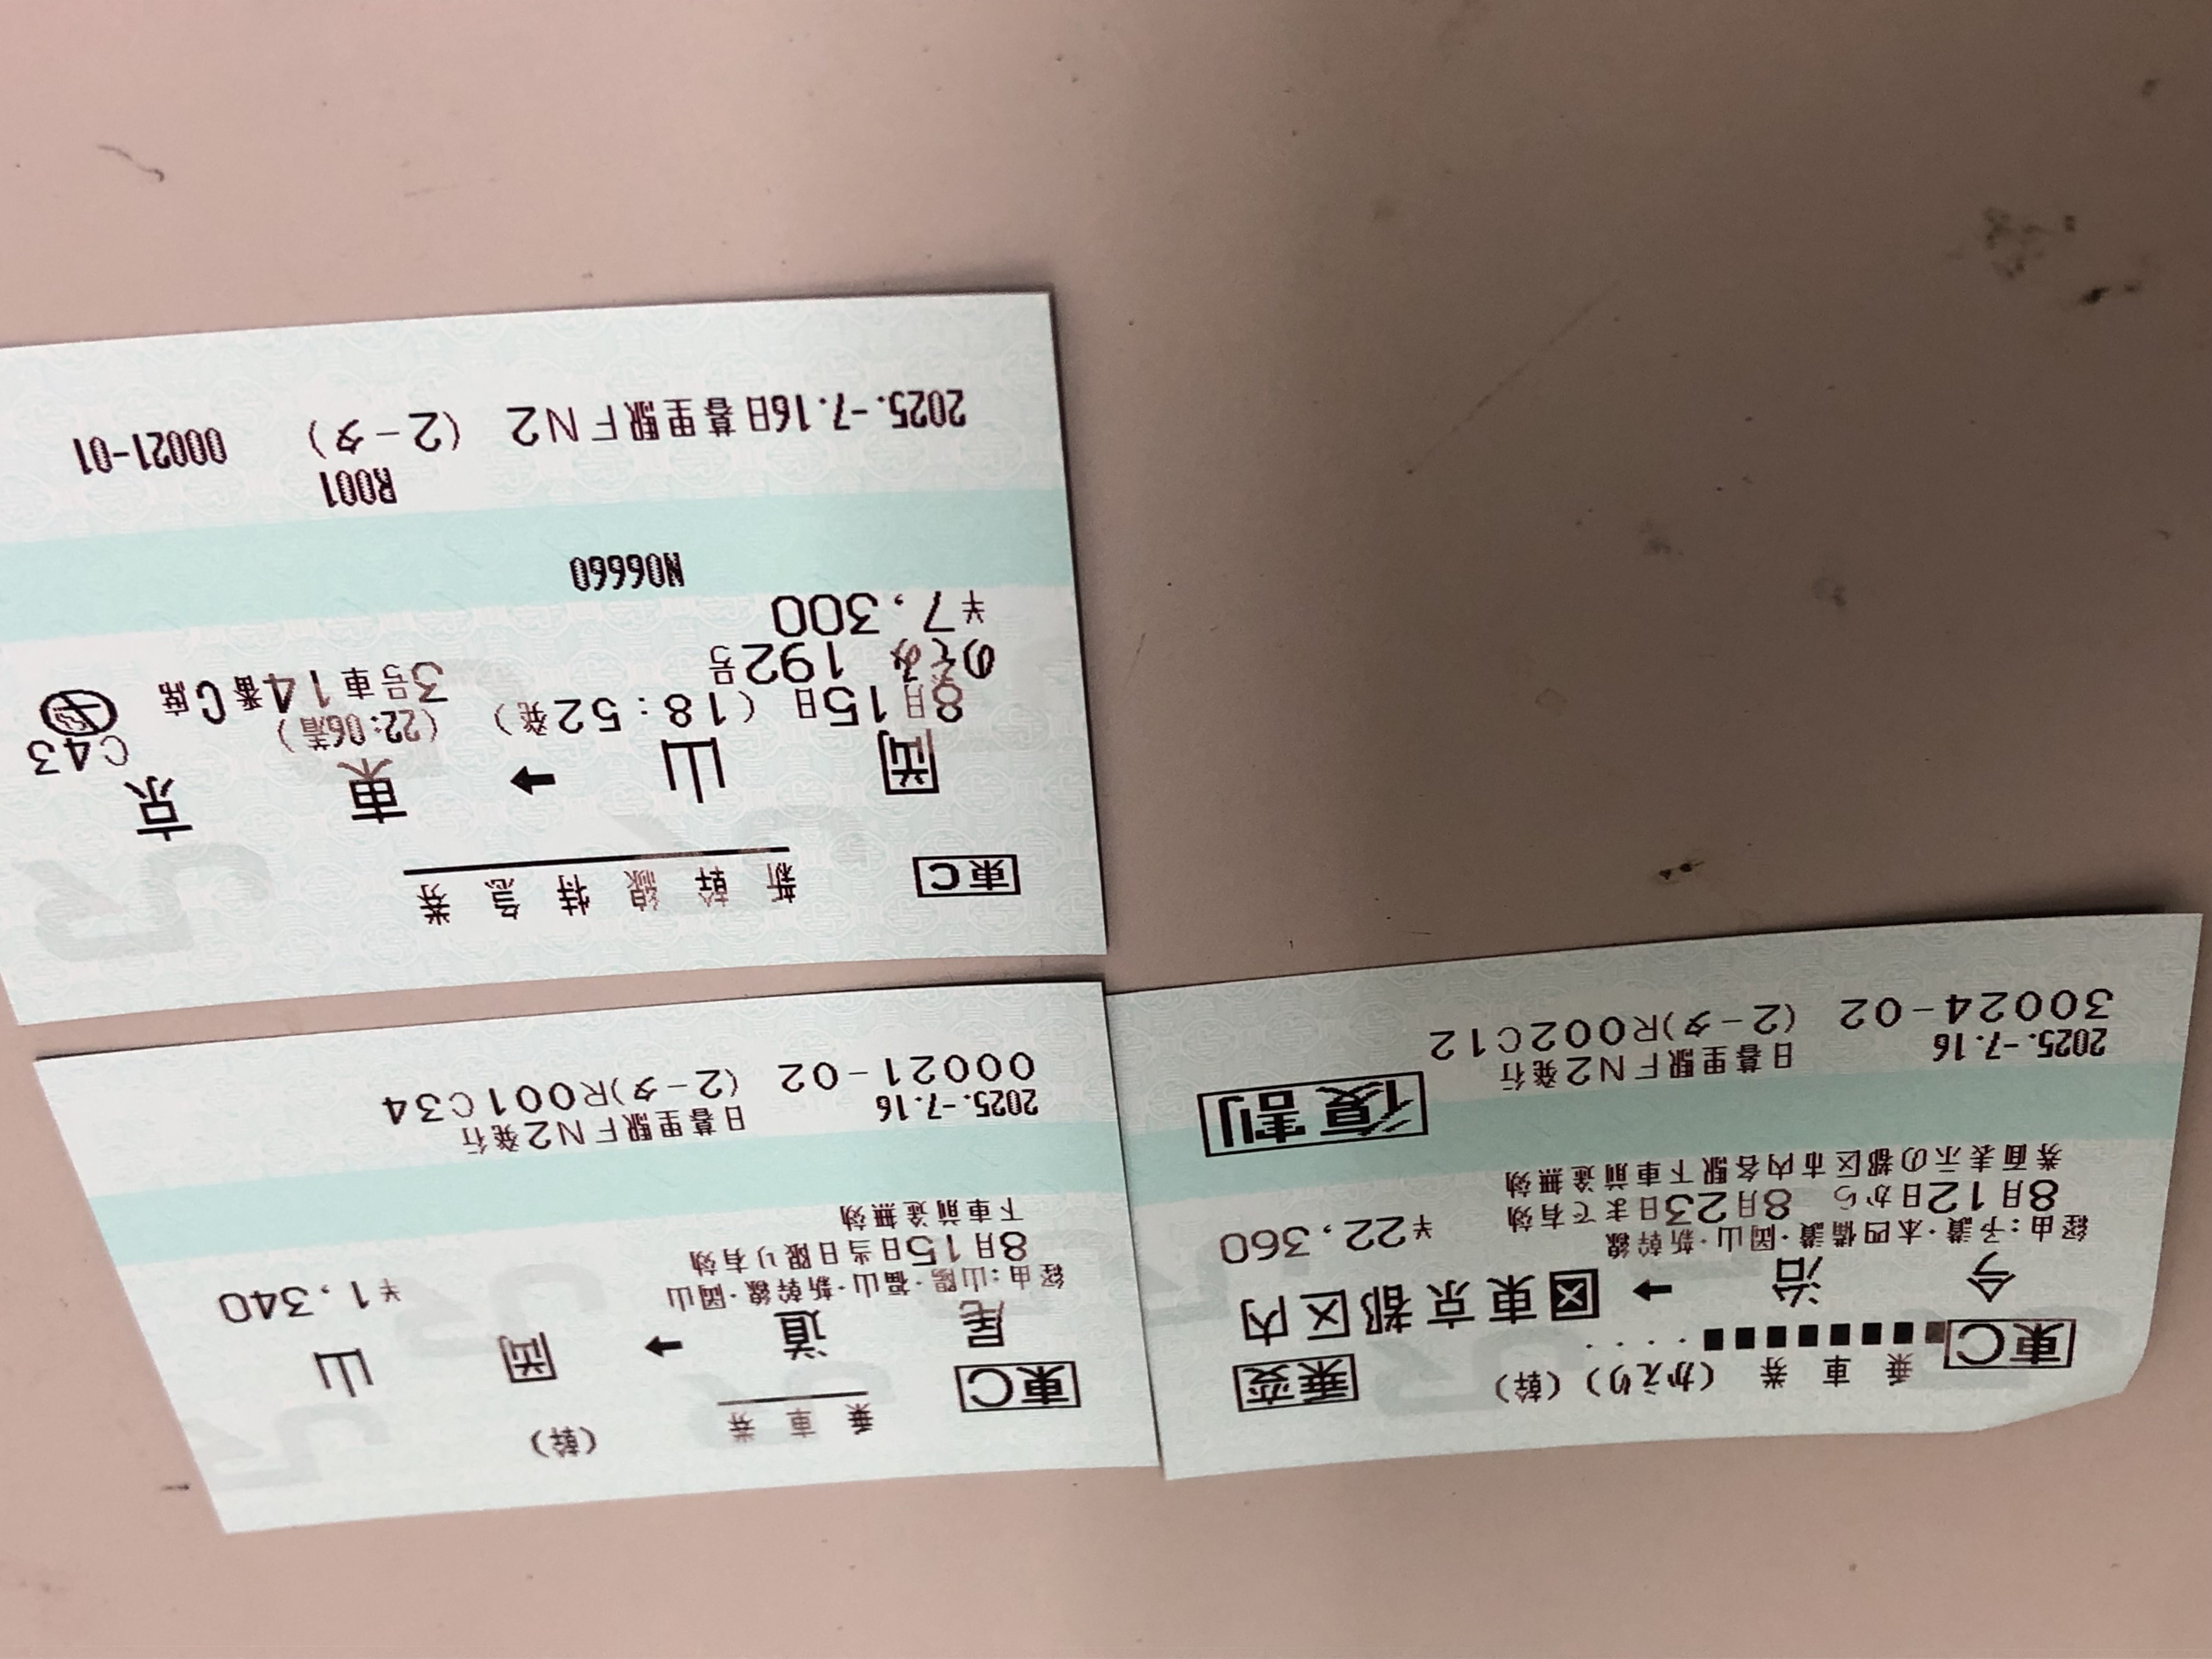 乗車券(かえり)(幹)
乗変
東C
今治 → 区東京都区内
経由:予讃・本四備讃・岡山・新幹線
8月12日から 8月23日まで有効
¥22,360
券面表示の都区市内各駅下車前途無効
復割
2025.-7.16
日暮里駅FN2発行
30024-02
(2-タ)R002C12
乗車券
(幹)
東C
尾道 → 岡山
経由:山陽・福山・新幹線・岡山
8月15日当日限り有効
¥1,340
下車前途無効
2025.-7.16
日暮里駅FN2発行
00021-02
(2-タ)R001C34
新幹線特急券
東C
岡山 → 東京
8月15日 (18:52発) (22:06着) C43
のぞみ 192号 3号車14番C席
¥7,300
N06660
R001
2025.-7.16日暮里駅FN2 (2-タ) 00021-01